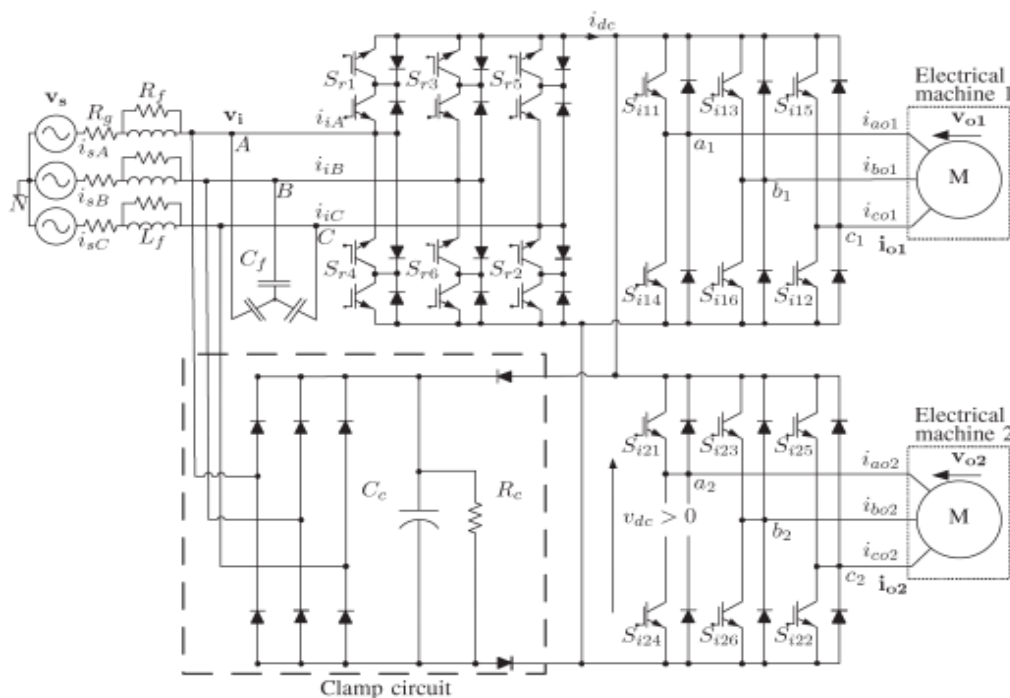 i_dc
S_r1
S_r3
S_r5
S_i11
S_i13
S_i15
Electrical
machine 1
v_s
R_f
R_g
v_i
i_iA
i_ao1
v_o1
A
i_sA
a_1
M
B
i_iB
b_1
i_bo1
N
i_sB
i_iC
i_co1
C
i_sC
L_f
c_1
i_o1
C_f
S_r4
S_r6
S_r2
S_i14
S_i16
S_i12
Electrical
machine 2
S_i21
S_i23
S_i25
i_ao2
v_o2
a_2
C_c
R_c
v_dc > 0
b_2
i_bo2
M
i_co2
c_2
i_o2
S_i24
S_i26
S_i22
Clamp circuit